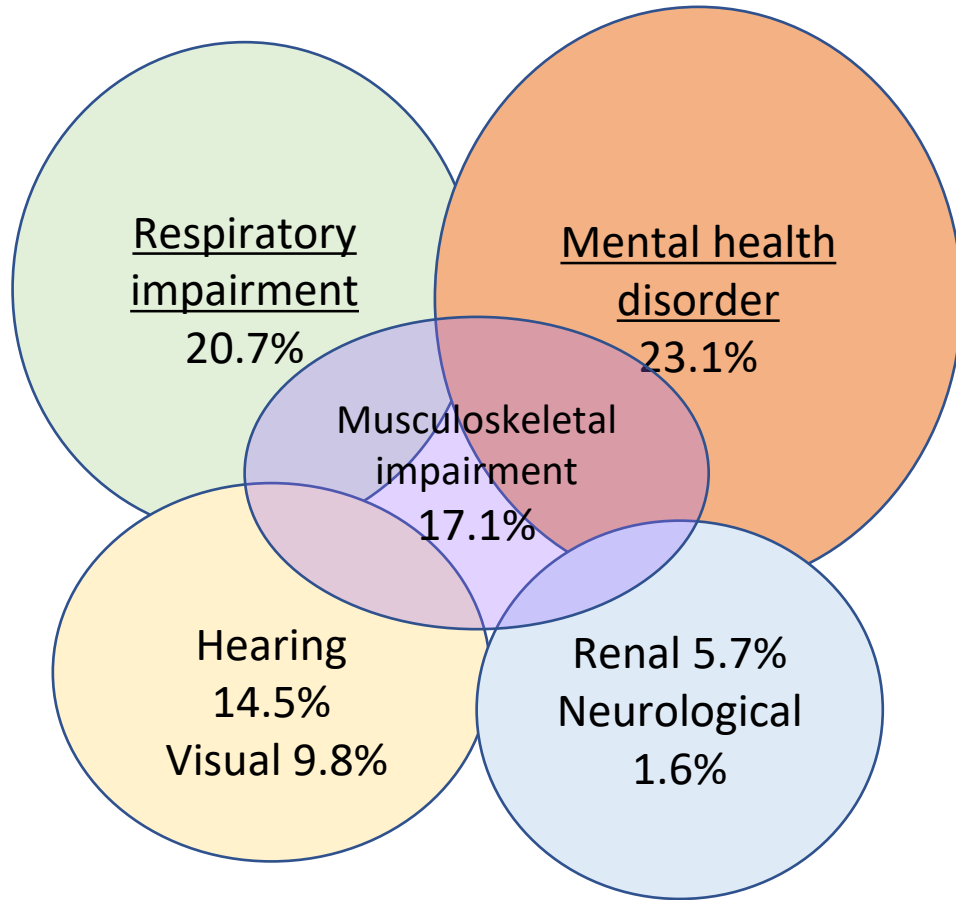 Respiratory
impairment
20.7%
Mental health
disorder
23.1%
Musculoskeletal
impairment
17.1%
Hearing
14.5%
Visual 9.8%
Renal 5.7%
Neurological
1.6%